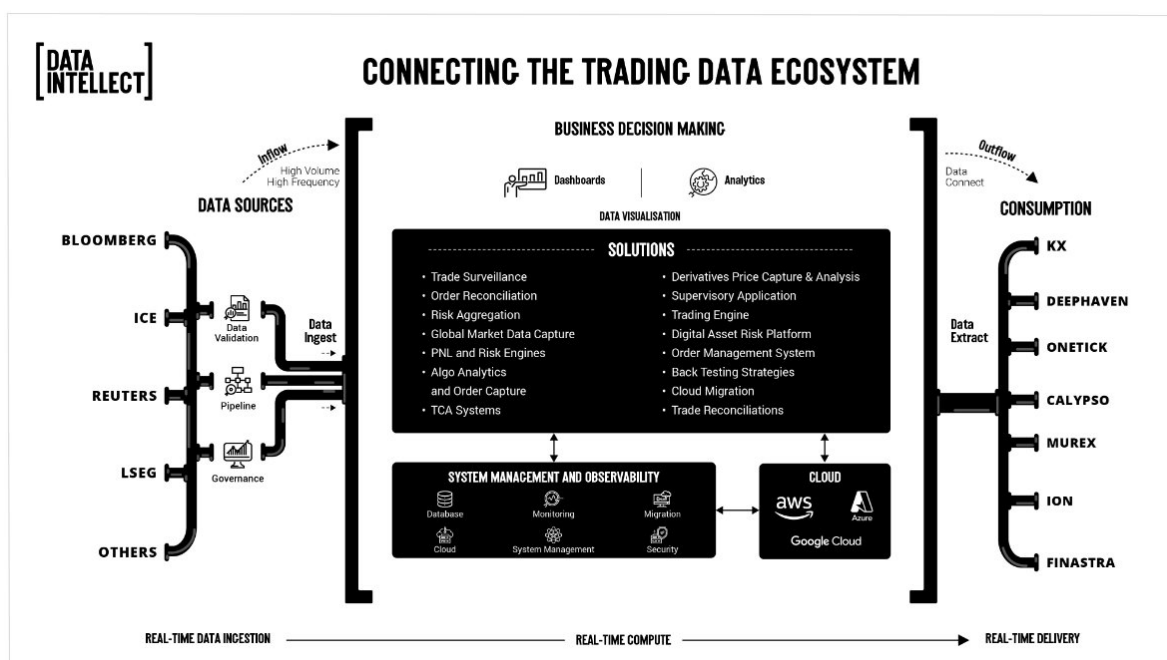 [DATA
INTELLECT]
CONNECTING THE TRADING DATA ECOSYSTEM
Inflow
High Volume
High Frequency
DATA SOURCES
BLOOMBERG
ICE
REUTERS
LSEG
OTHERS
Data
Validation
Pipeline
Governance
Data
Ingest
BUSINESS DECISION MAKING
Dashboards
Analytics
DATA VISUALISATION
SOLUTIONS
• Trade Surveillance
• Order Reconciliation
• Risk Aggregation
• Global Market Data Capture
• PNL and Risk Engines
• Algo Analytics
and Order Capture
• TCA Systems
• Derivatives Price Capture & Analysis
• Supervisory Application
• Trading Engine
• Digital Asset Risk Platform
• Order Management System
• Back Testing Strategies
• Cloud Migration
• Trade Reconciliations
SYSTEM MANAGEMENT AND OBSERVABILITY
Database
Monitoring
Migration
Cloud
System Management
Security
CLOUD
aws
Azure
Google Cloud
Outflow
Data
Connect
CONSUMPTION
Data
Extract
KX
DEEPHAVEN
ONETICK
CALYPSO
MUREX
ION
FINASTRA
REAL-TIME DATA INGESTION
REAL-TIME COMPUTE
REAL-TIME DELIVERY